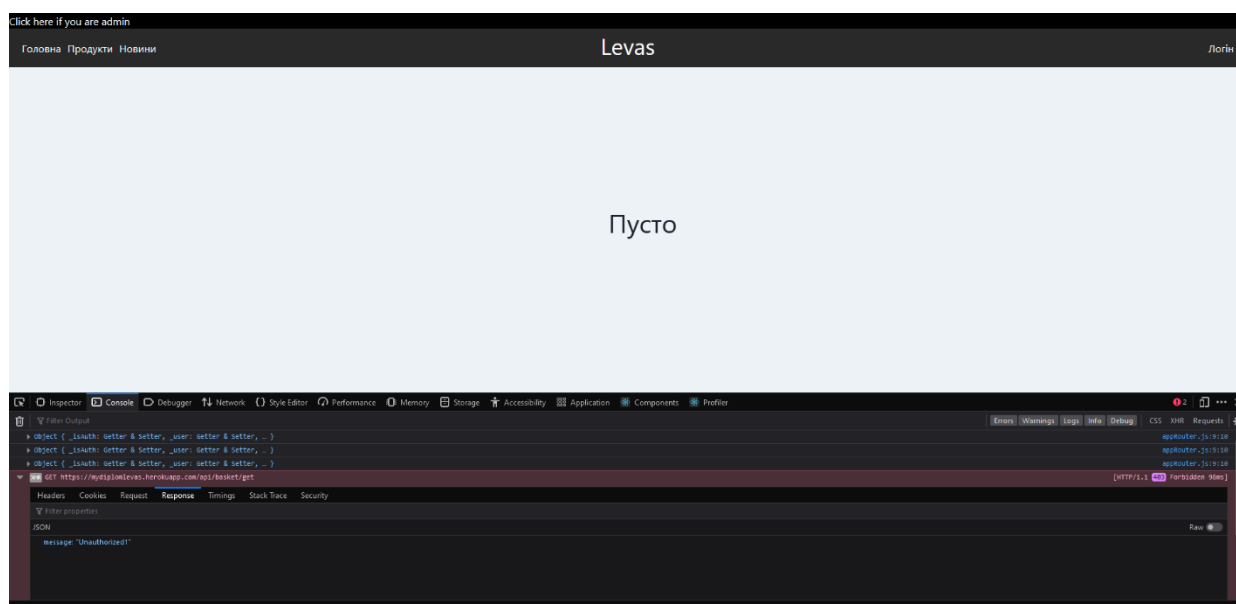 Click here if you are admin
Головна Продукти Новини Levas Логін
Пусто
Inspector Console Debugger Network Style Editor Performance Memory Storage Accessibility Application Components Profiler 2
Filter Output Errors Warnings Logs Info Debug CSS XHR Requests
Object { _isAuth: Getter & Setter, _user: Getter & Setter, … } appRouter.js:9:10
Object { _isAuth: Getter & Setter, _user: Getter & Setter, … } appRouter.js:9:10
Object { _isAuth: Getter & Setter, _user: Getter & Setter, … } appRouter.js:9:10
GET https://mydiplomlevas.herokuapp.com/api/basket/get [HTTP/1.1 403 Forbidden 98ms]
Headers Cookies Request Response Timings Stack Trace Security
Filter properties
JSON Raw
message: "Unauthorized1"